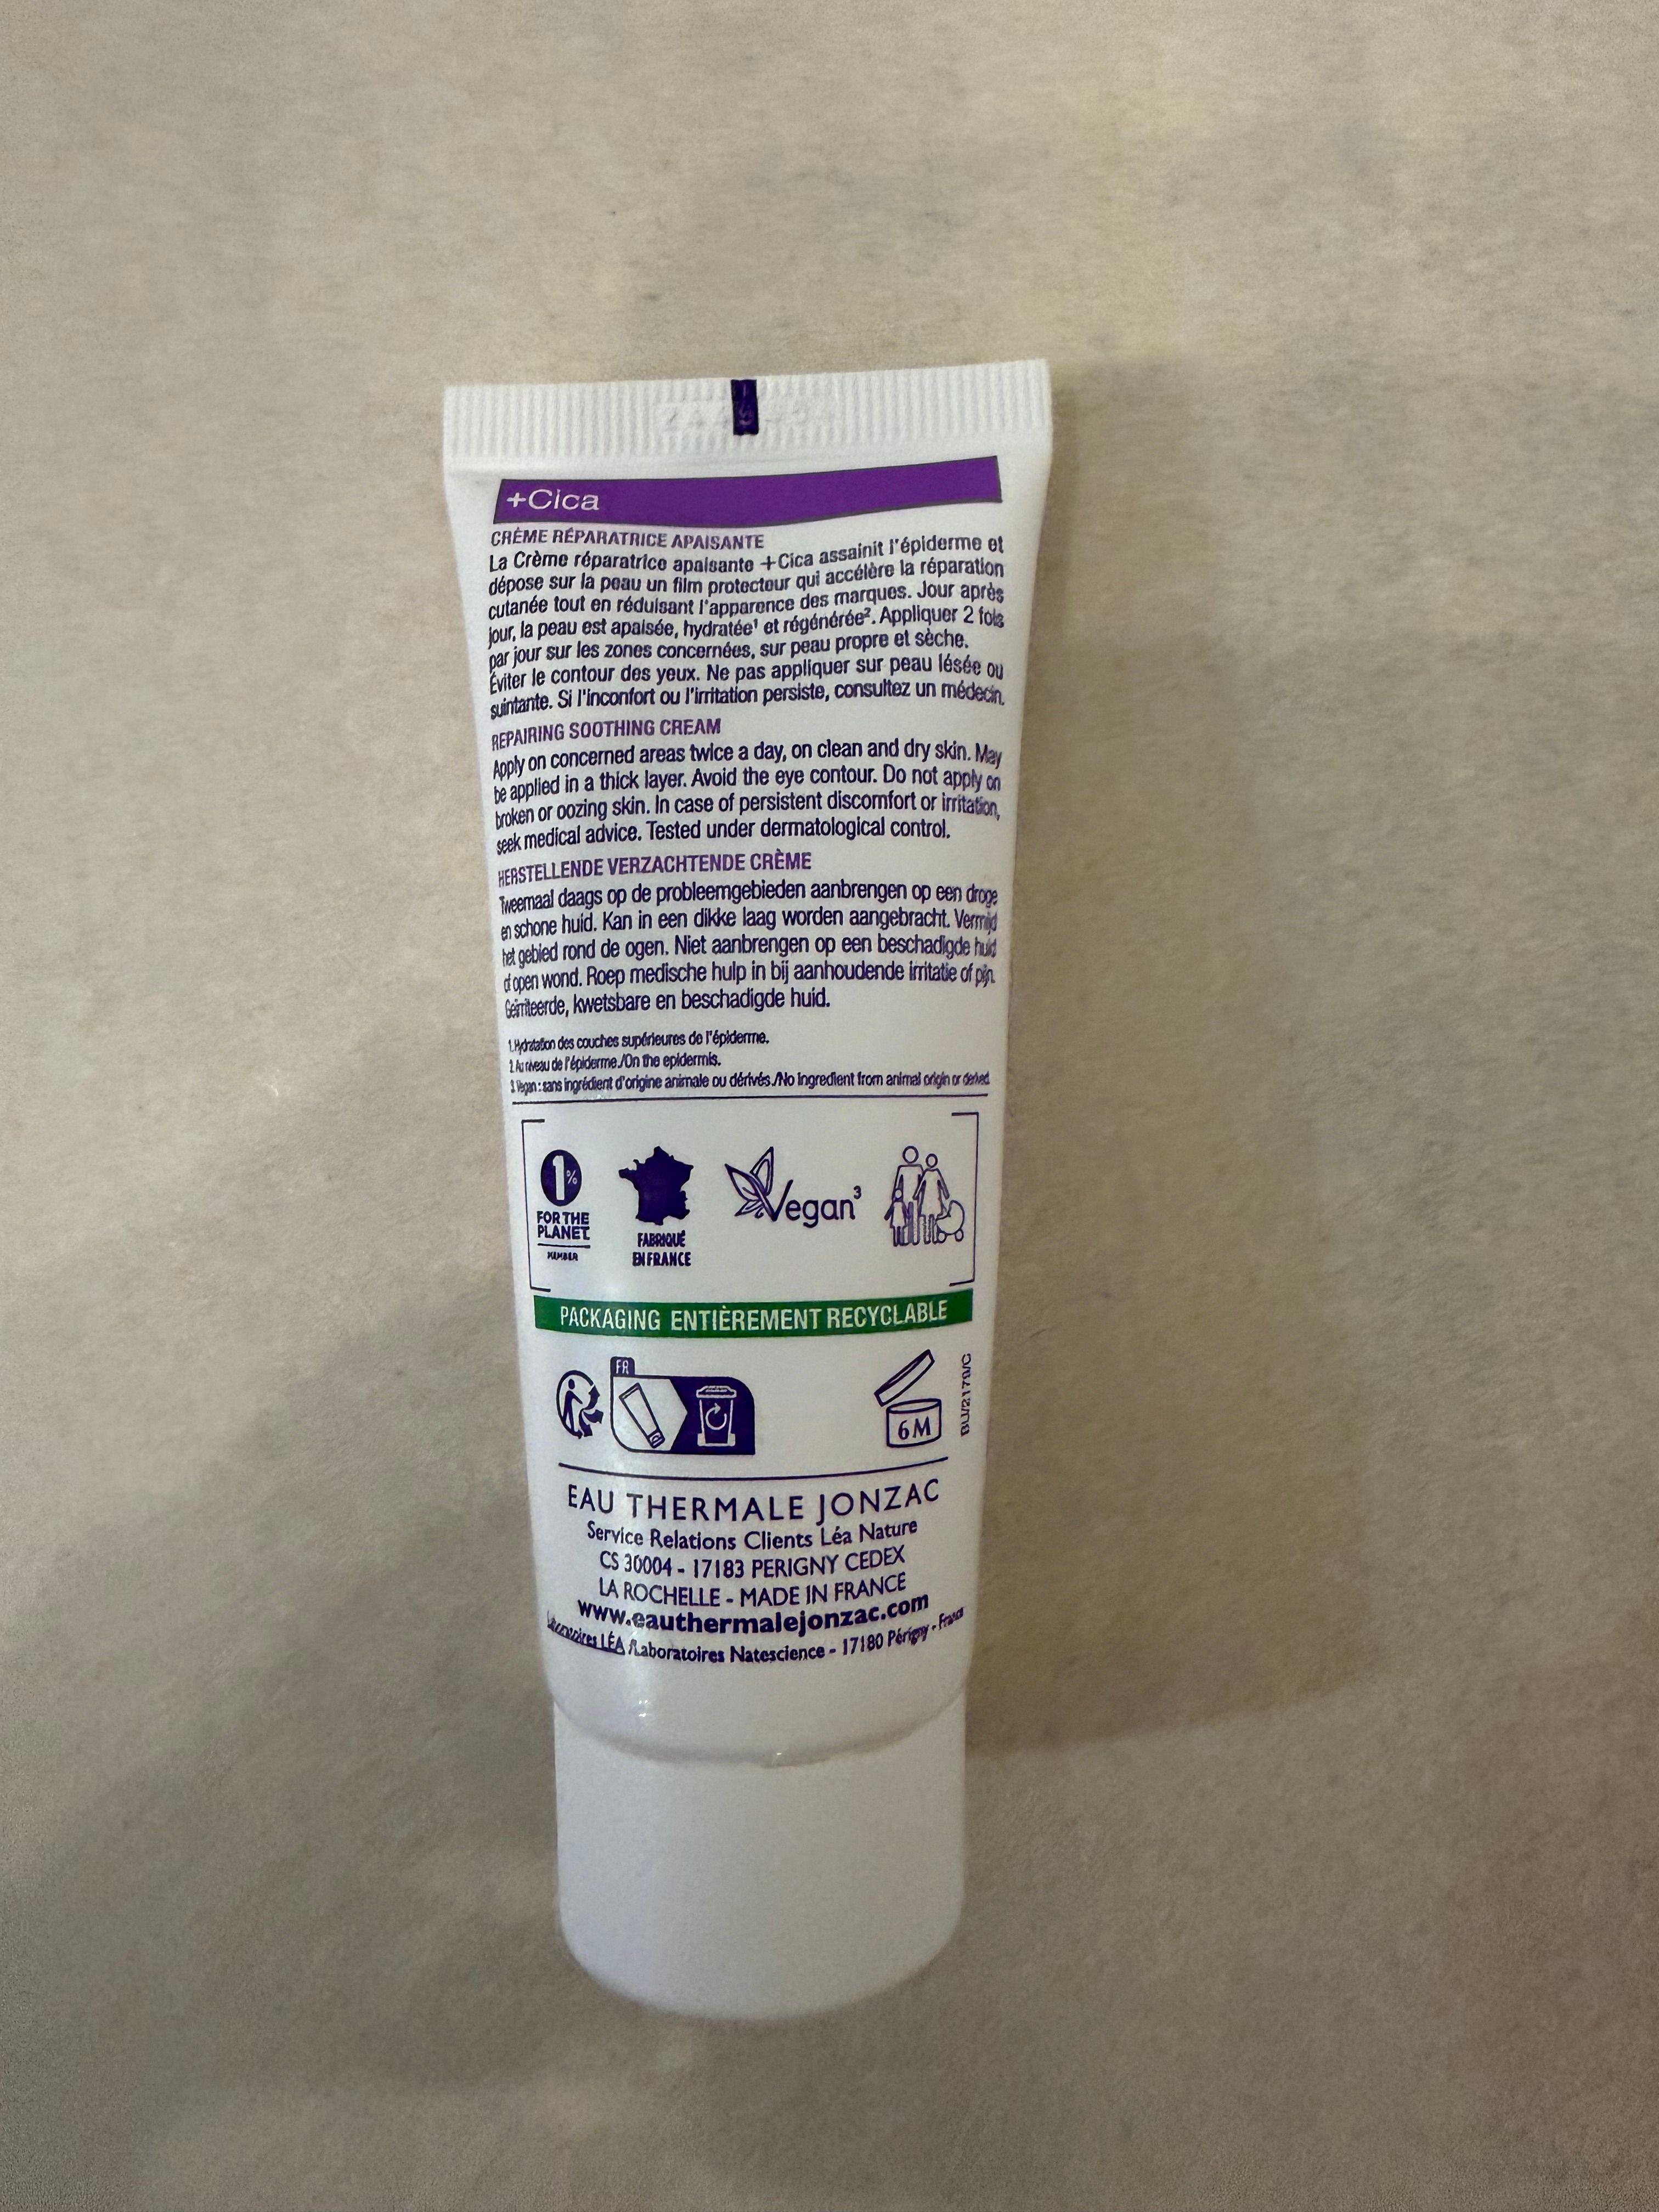 +Cica
CRÈME RÉPARATRICE APAISANTE
La Crème réparatrice apaisante +Cica assainit l'épiderme et
dépose sur la peau un film protecteur qui accélère la réparation
cutanée tout en réduisant l'apparence des marques. Jour après
jour, la peau est apaisée, hydratée¹ et régénérée². Appliquer 2 fois
par jour sur les zones concernées, sur peau propre et sèche.
Éviter le contour des yeux. Ne pas appliquer sur peau lésée ou
suintante. Si l'inconfort ou l'irritation persiste, consultez un médecin.
REPAIRING SOOTHING CREAM
Apply on concerned areas twice a day, on clean and dry skin. May
be applied in a thick layer. Avoid the eye contour. Do not apply on
broken or oozing skin. In case of persistent discomfort or irritation,
seek medical advice. Tested under dermatological control.
HERSTELLENDE VERZACHTENDE CRÈME
Tweemaal daags op de probleemgebieden aanbrengen op een droge
en schone huid. Kan in een dikke laag worden aangebracht. Vermijd
het gebied rond de ogen. Niet aanbrengen op een beschadigde huid
of open wond. Roep medische hulp in bij aanhoudende irritatie of pijn.
Geïrriteerde, kwetsbare en beschadigde huid.
1. Hydratation des couches supérieures de l'épiderme.
2. Au niveau de l'épiderme./On the epidermis.
3. Vegan : sans ingrédient d'origine animale ou dérivés./No ingredient from animal origin or derived.
1%
FOR THE
PLANET
MEMBER
FABRIQUÉ
EN FRANCE
Vegan³
PACKAGING ENTIÈREMENT RECYCLABLE
FR
6M
BU/2179/C
EAU THERMALE JONZAC
Service Relations Clients Léa Nature
CS 30004 - 17183 PERIGNY CEDEX
LA ROCHELLE - MADE IN FRANCE
www.eauthermalejonzac.com
Laboratoires LÉA /Laboratoires Natescience - 17180 Périgny - France